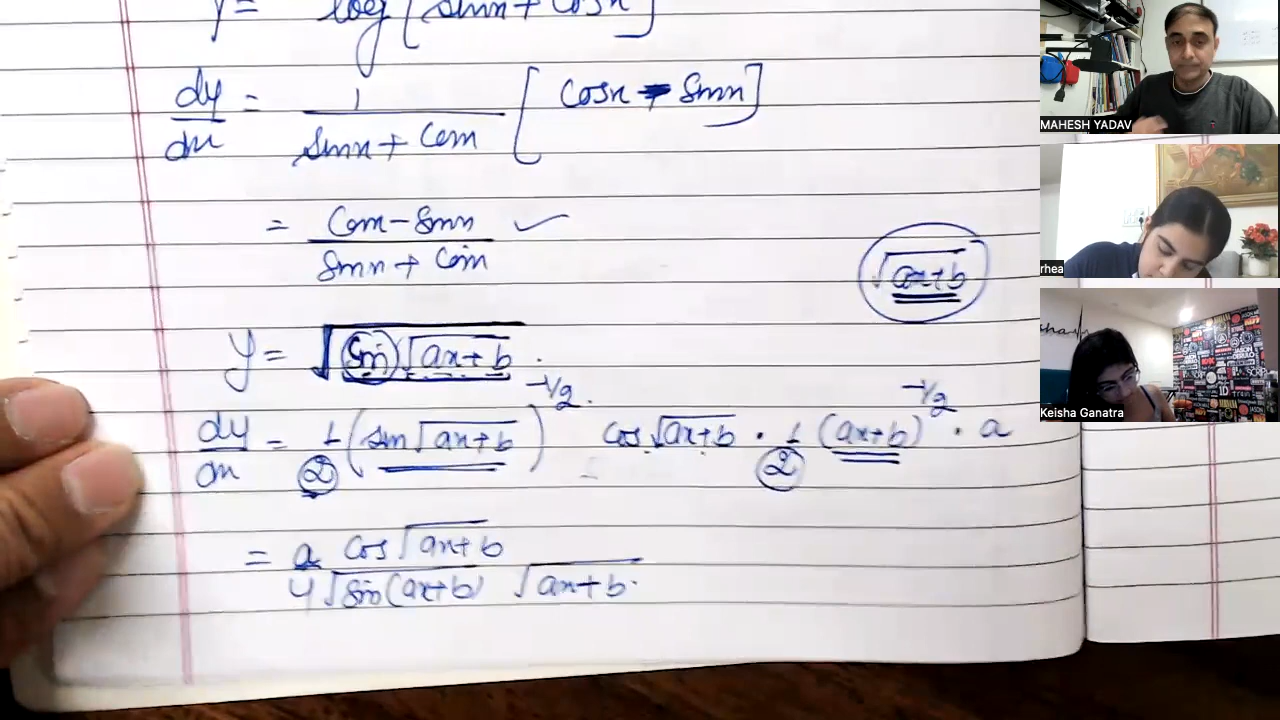 y = log [sinx + cosx]
dy/dx = 1/(sinx + cosx) [cosx - sinx]
= (cosx - sinx)/(sinx + cosx) ✓
√(ax+b)
y = √(sin √(ax+b)).
dy/dx = 1/2 (sin √(ax+b))^(-1/2). cos √(ax+b) · 1/2 (ax+b)^(-1/2) · a
= a cos √(ax+b) / 4√sin(ax+b) √(ax+b).
MAHESH YADAV
rhea
Keisha Ganatra